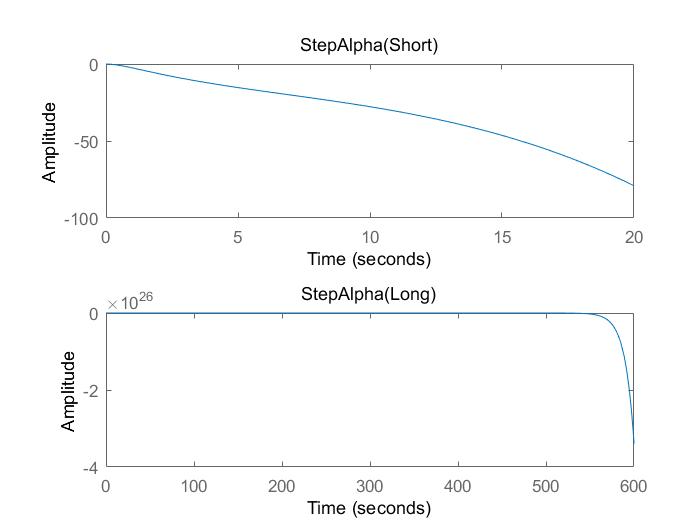 StepAlpha(Short)
0
-50
-100
Amplitude
0 5 10 15 20
Time (seconds)
StepAlpha(Long)
×10^26
0
-2
-4
Amplitude
0 100 200 300 400 500 600
Time (seconds)